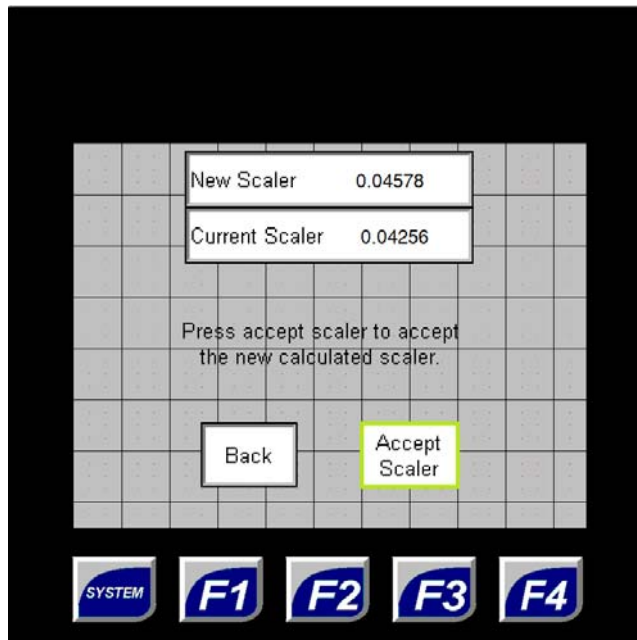 New Scaler 0.04578
Current Scaler 0.04256
Press accept scaler to accept
the new calculated scaler.
Back
Accept
Scaler
SYSTEM F1 F2 F3 F4